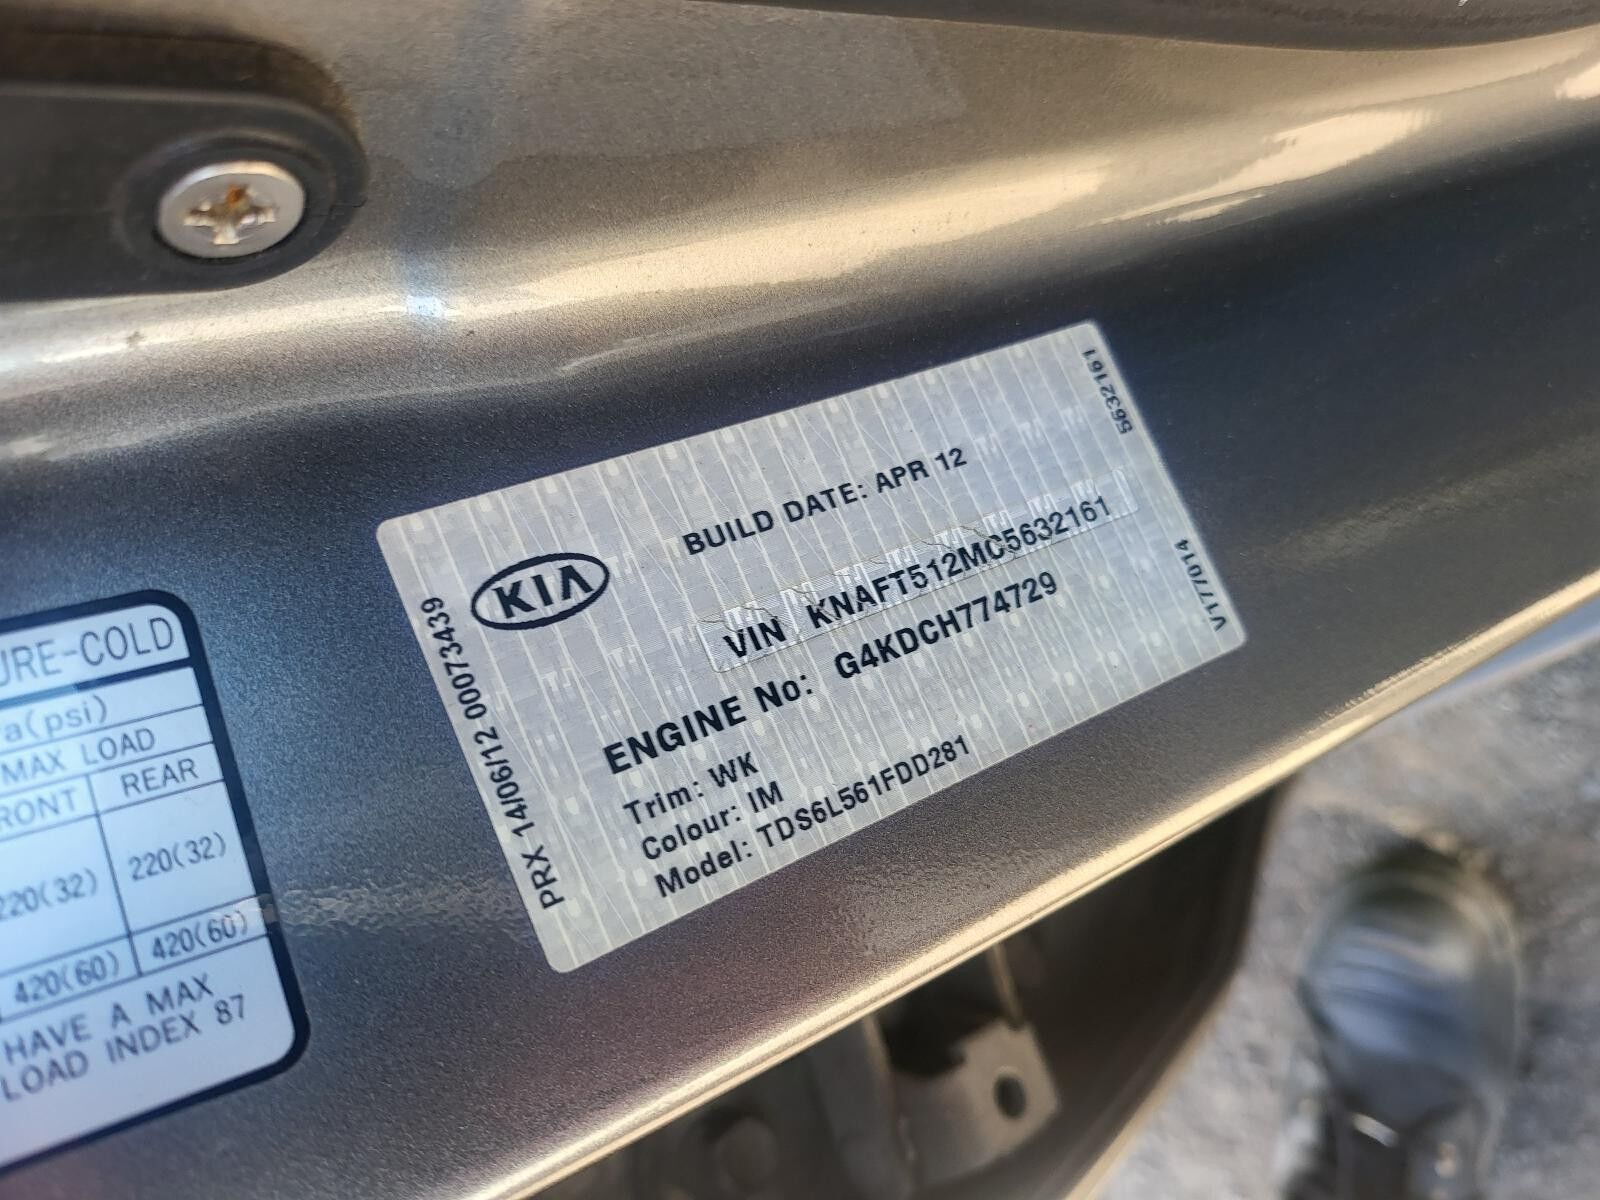 URE-COLD
a(psi)
MAX LOAD
RONT REAR
220(32) 220(32)
420(60) 420(60)
HAVE A MAX
LOAD INDEX 87
PRX 14/06/12 00073439
KIA
BUILD DATE: APR 12
VIN KNAFT512MC5632161
ENGINE No: G4KDCH774729
Trim: WK
Colour: IM
Model: TDS6L561FDD281
5632161
V177014